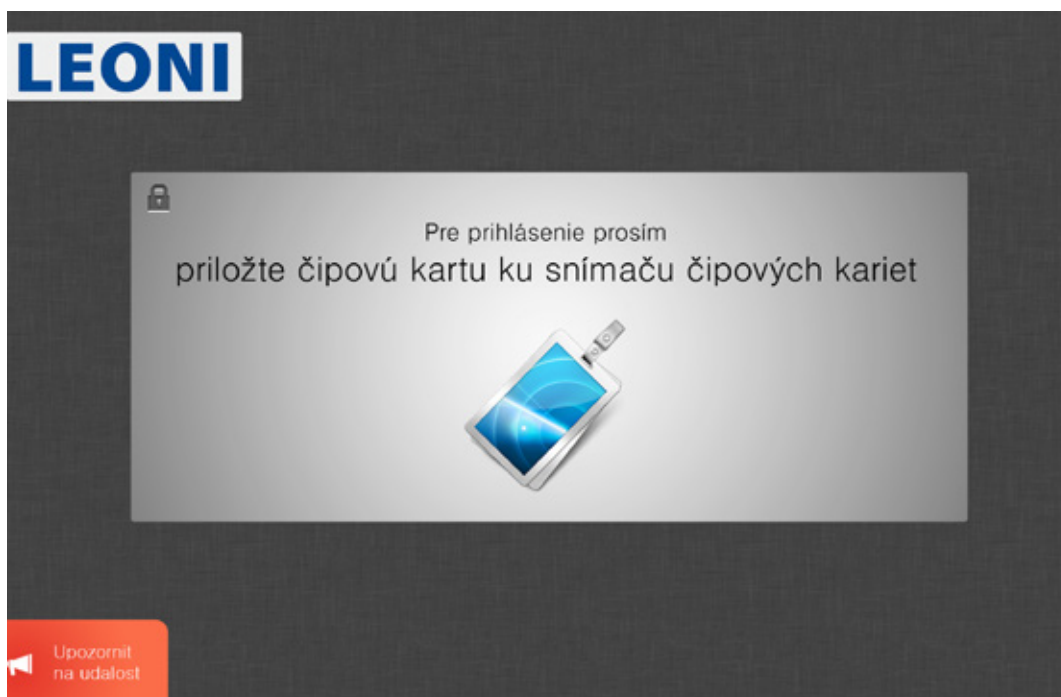 LEONI
Pre prihlásenie prosím
priložte čipovú kartu ku snímaču čipových kariet
Upozornit
na udalost